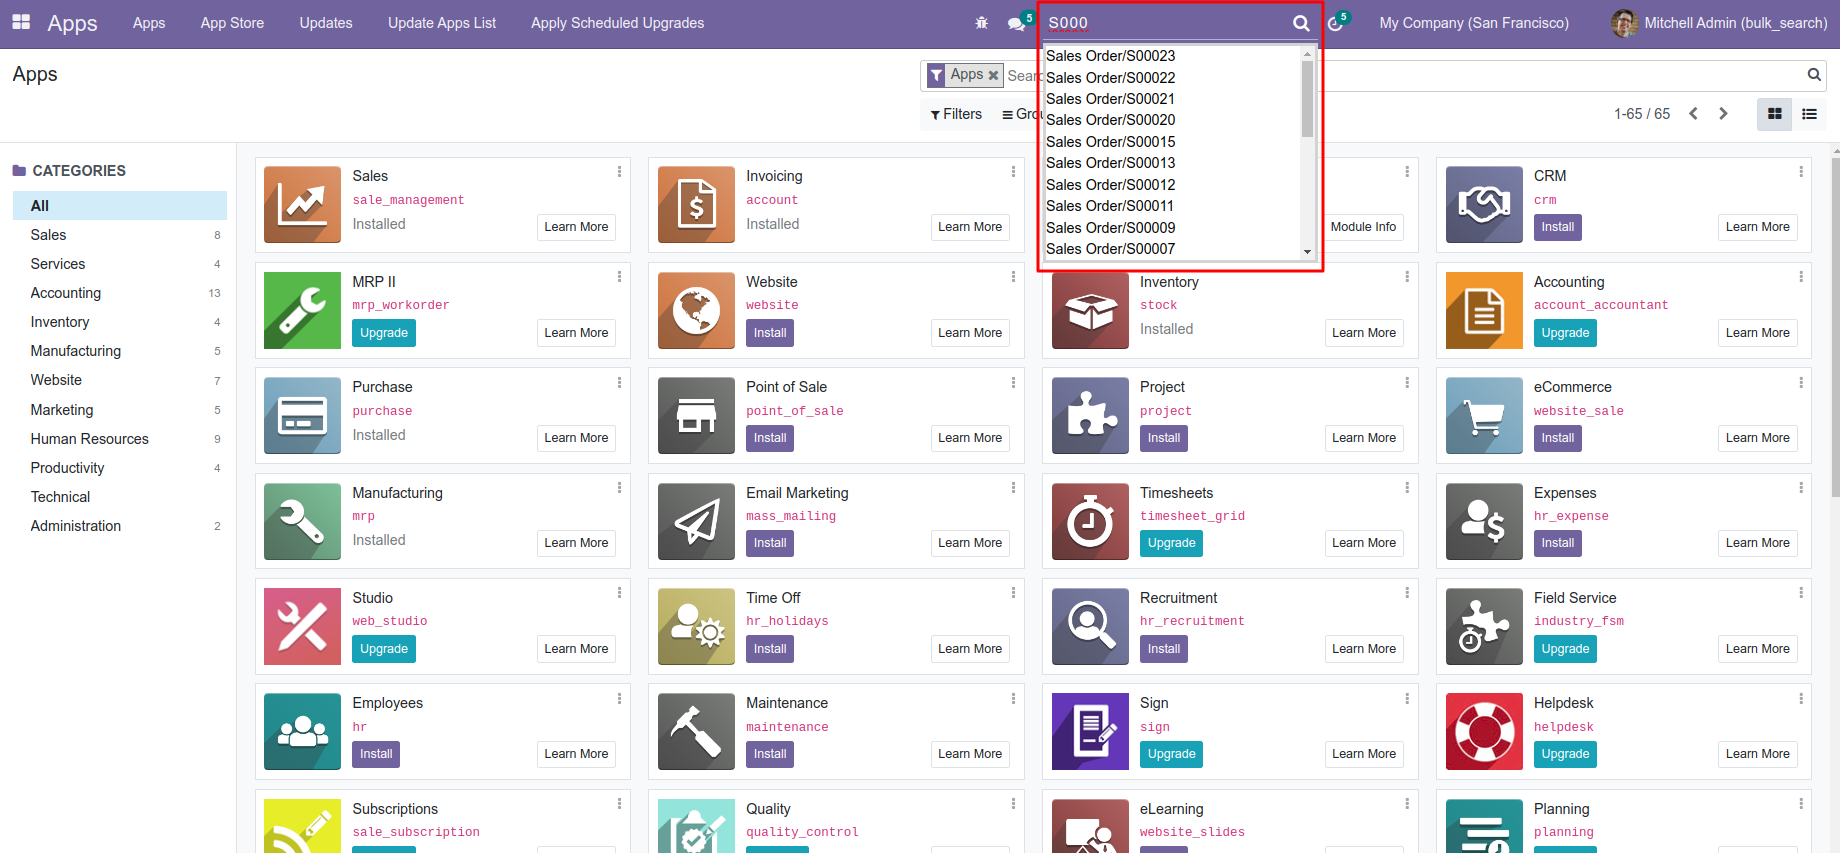 Apps
Apps
App Store
Updates
Update Apps List
Apply Scheduled Upgrades
5
S000
5
My Company (San Francisco)
Mitchell Admin (bulk_search)
Apps
Apps
Filters
1-65 / 65
Sales Order/S00023
Sales Order/S00022
Sales Order/S00021
Sales Order/S00020
Sales Order/S00015
Sales Order/S00013
Sales Order/S00012
Sales Order/S00011
Sales Order/S00009
Sales Order/S00007
CATEGORIES
All
Sales 8
Services 4
Accounting 13
Inventory 4
Manufacturing 5
Website 7
Marketing 5
Human Resources 9
Productivity 4
Technical
Administration 2
Sales
sale_management
Installed
Learn More
Invoicing
account
Installed
Learn More
Module Info
CRM
crm
Install
Learn More
MRP II
mrp_workorder
Upgrade
Learn More
Website
website
Install
Learn More
Inventory
stock
Installed
Learn More
Accounting
account_accountant
Upgrade
Learn More
Purchase
purchase
Installed
Learn More
Point of Sale
point_of_sale
Install
Learn More
Project
project
Install
Learn More
eCommerce
website_sale
Install
Learn More
Manufacturing
mrp
Installed
Learn More
Email Marketing
mass_mailing
Install
Learn More
Timesheets
timesheet_grid
Upgrade
Learn More
Expenses
hr_expense
Install
Learn More
Studio
web_studio
Upgrade
Learn More
Time Off
hr_holidays
Install
Learn More
Recruitment
hr_recruitment
Install
Learn More
Field Service
industry_fsm
Upgrade
Learn More
Employees
hr
Install
Learn More
Maintenance
maintenance
Install
Learn More
Sign
sign
Upgrade
Learn More
Helpdesk
helpdesk
Upgrade
Learn More
Subscriptions
sale_subscription
Quality
quality_control
eLearning
website_slides
Planning
planning